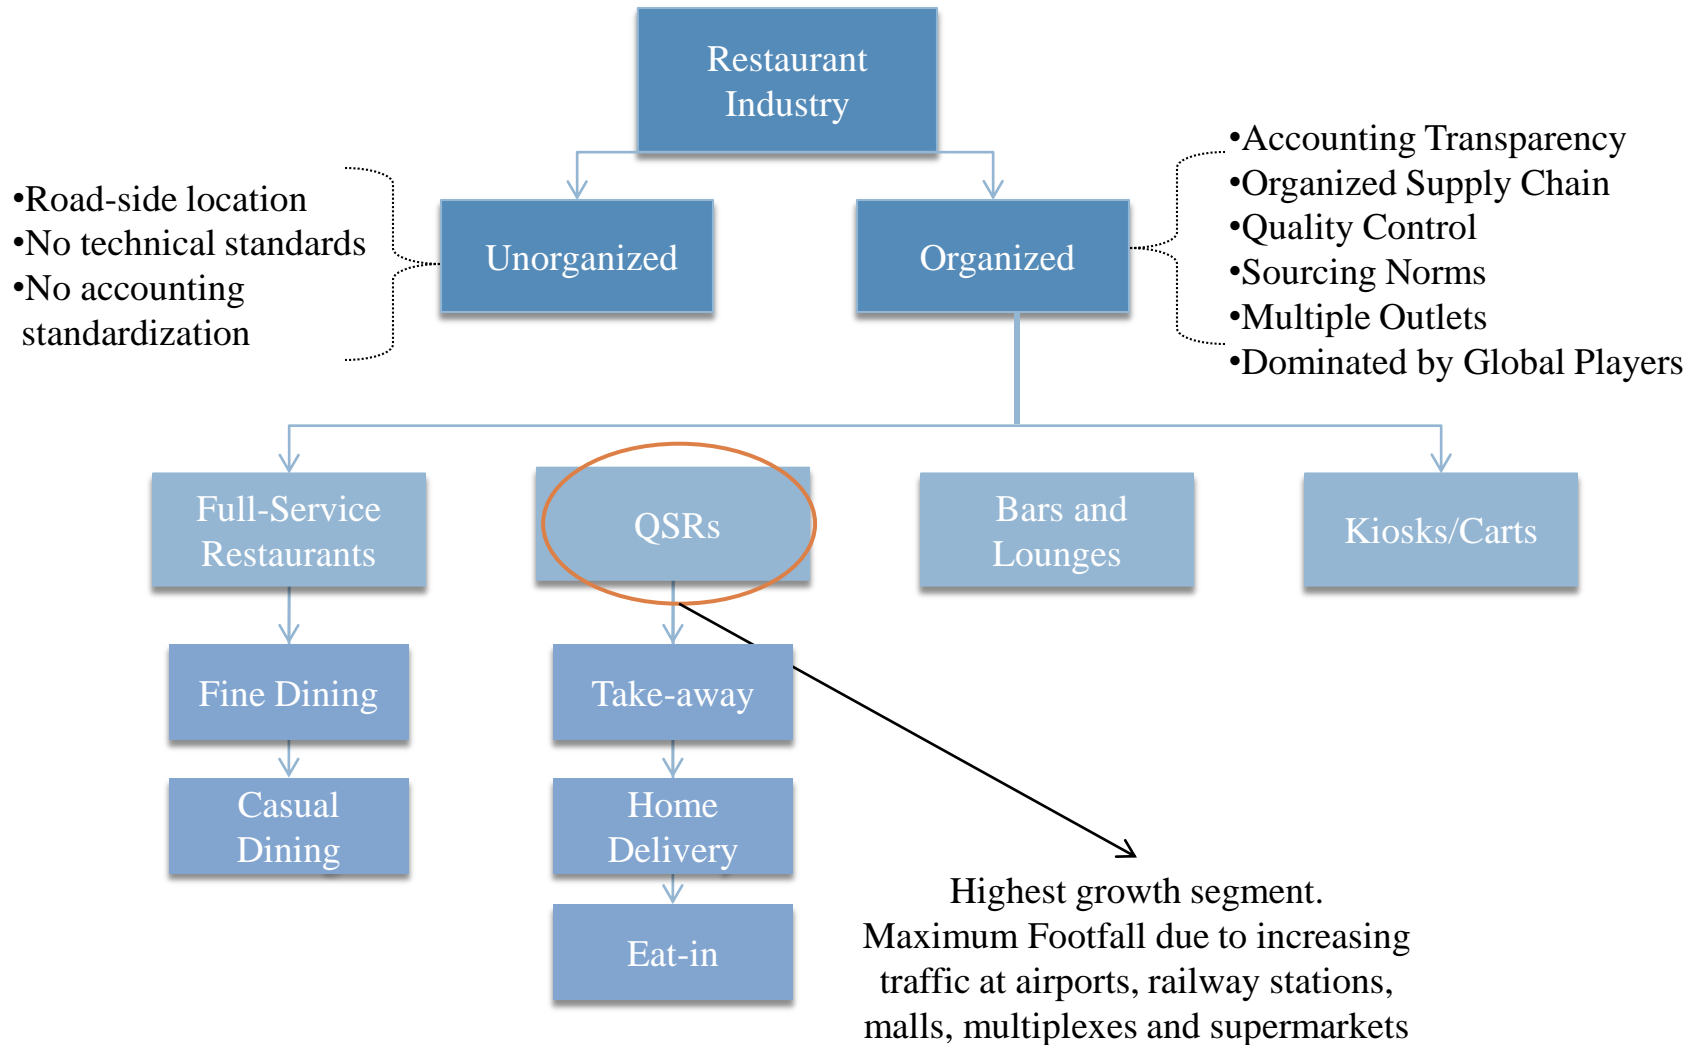 Restaurant
Industry
•Road-side location
•No technical standards
•No accounting
standardization
Unorganized
Organized
•Accounting Transparency
•Organized Supply Chain
•Quality Control
•Sourcing Norms
•Multiple Outlets
•Dominated by Global Players
Full-Service
Restaurants
QSRs
Bars and
Lounges
Kiosks/Carts
Fine Dining
Take-away
Casual
Dining
Home
Delivery
Eat-in
Highest growth segment.
Maximum Footfall due to increasing
traffic at airports, railway stations,
malls, multiplexes and supermarkets